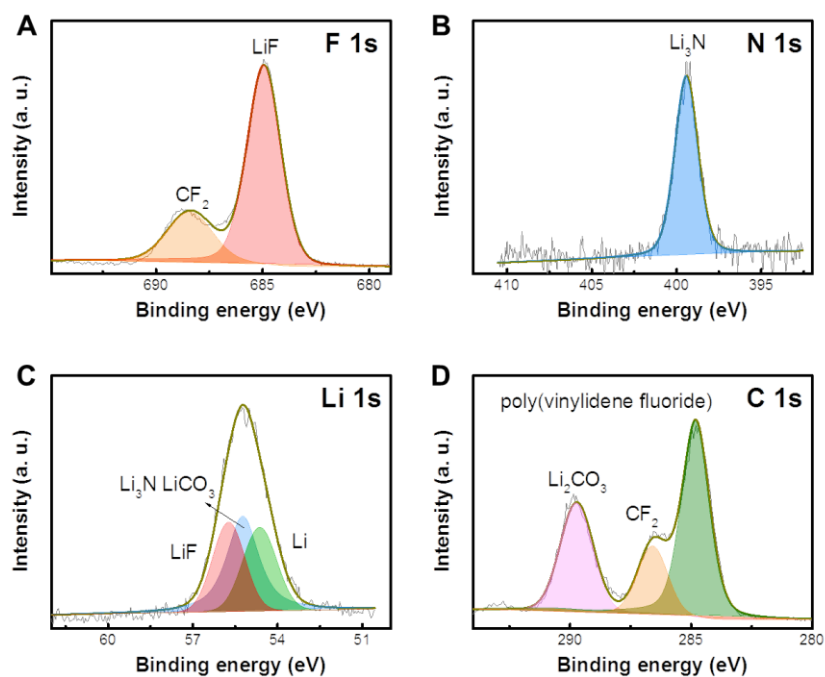 A
F 1s
LiF
CF₂
Intensity (a. u.)
690
685
680
Binding energy (eV)
B
N 1s
Li₃N
Intensity (a. u.)
410
405
400
395
Binding energy (eV)
C
Li 1s
Li₃N LiCO₃
LiF
Li
Intensity (a. u.)
60
57
54
51
Binding energy (eV)
D
C 1s
poly(vinylidene fluoride)
Li₂CO₃
CF₂
Intensity (a. u.)
290
285
280
Binding energy (eV)